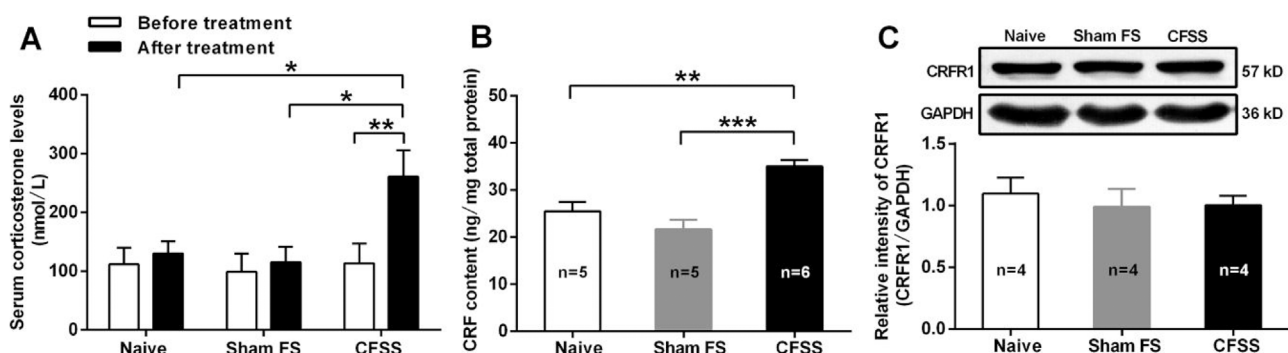 A
Before treatment
After treatment
*
*
**
Serum corticosterone levels
(nmol/L)
400
300
200
100
0
Naive
Sham FS
CFSS
B
**
***
CRF content (ng/mg total protein)
50
40
30
20
10
0
n=5
n=5
n=6
Naive
Sham FS
CFSS
C
Naive
Sham FS
CFSS
CRFR1
57 kD
GAPDH
36 kD
Relative intensity of CRFR1
(CRFR1/GAPDH)
1.5
1.0
0.5
0.0
n=4
n=4
n=4
Naive
Sham FS
CFSS